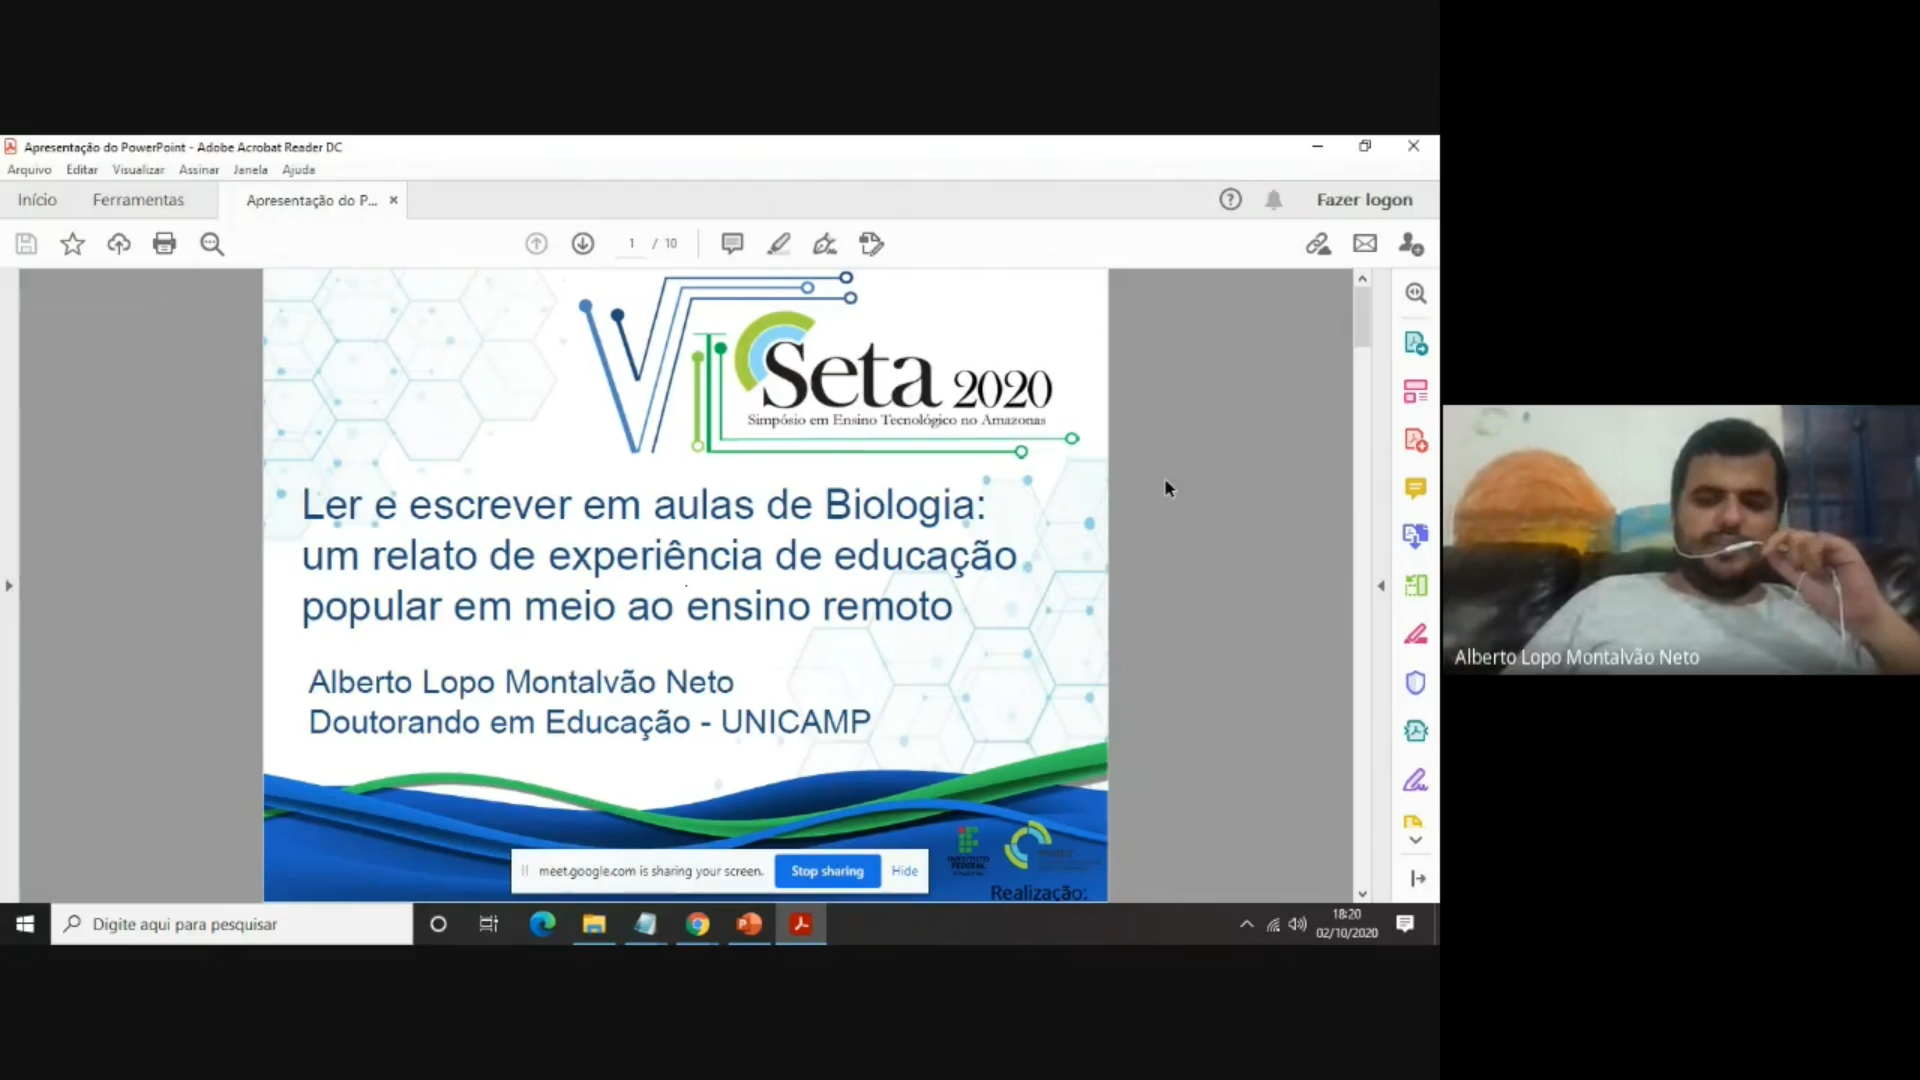 Apresentação do PowerPoint - Adobe Acrobat Reader DC
Arquivo Editar Visualizar Assinar Janela Ajuda
Início Ferramentas Apresentação do P... ×
Fazer logon
1 / 10
Seta 2020
Simpósio em Ensino Tecnológico no Amazonas
Ler e escrever em aulas de Biologia:
um relato de experiência de educação
popular em meio ao ensino remoto
Alberto Lopo Montalvão Neto
Doutorando em Educação - UNICAMP
INSTITUTO
FEDERAL
Realização:
meet.google.com is sharing your screen. Stop sharing Hide
Digite aqui para pesquisar
18:20
02/10/2020
Alberto Lopo Montalvão Neto